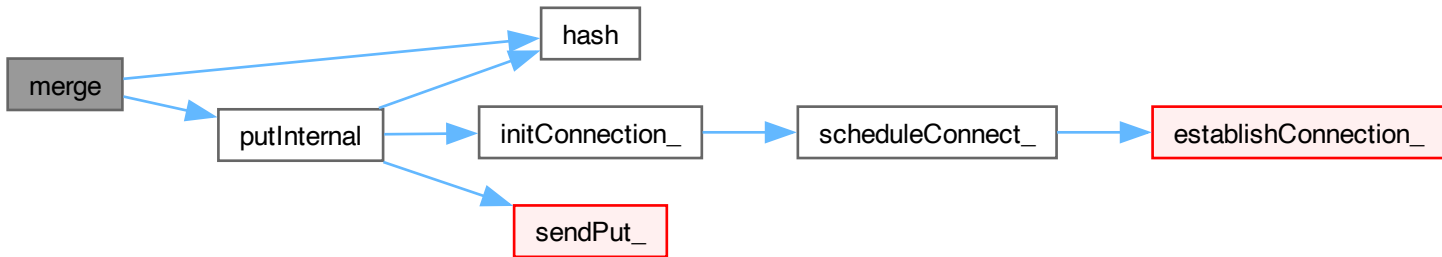 merge
hash
putInternal
initConnection_
scheduleConnect_
establishConnection_
sendPut_